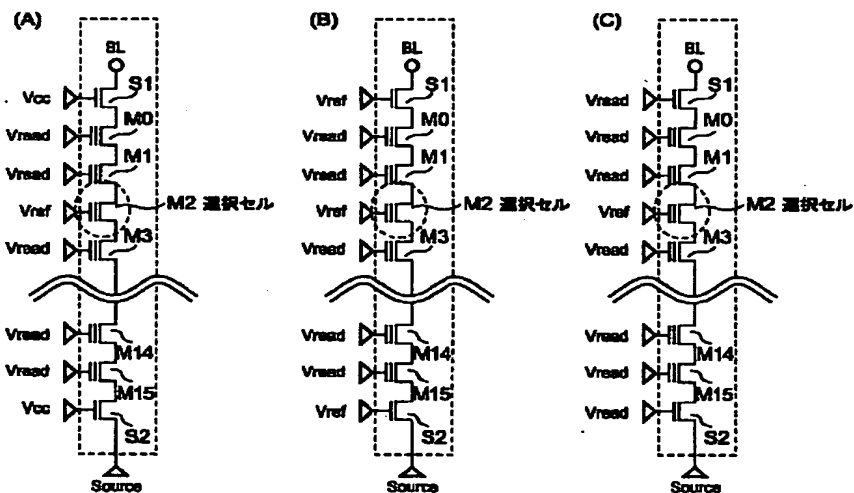 (A)
BL
Vcc
S1
Vread
M0
Vread
M1
Vref
M2 選択セル
Vread
M3
Vread
M14
Vread
M15
Vcc
S2
Source
(B)
BL
Vref
S1
Vread
M0
Vread
M1
Vref
M2 選択セル
Vread
M3
Vread
M14
Vread
M15
Vref
S2
Source
(C)
BL
Vread
S1
Vread
M0
Vread
M1
Vref
M2 選択セル
Vread
M3
Vread
M14
Vread
M15
Vread
S2
Source